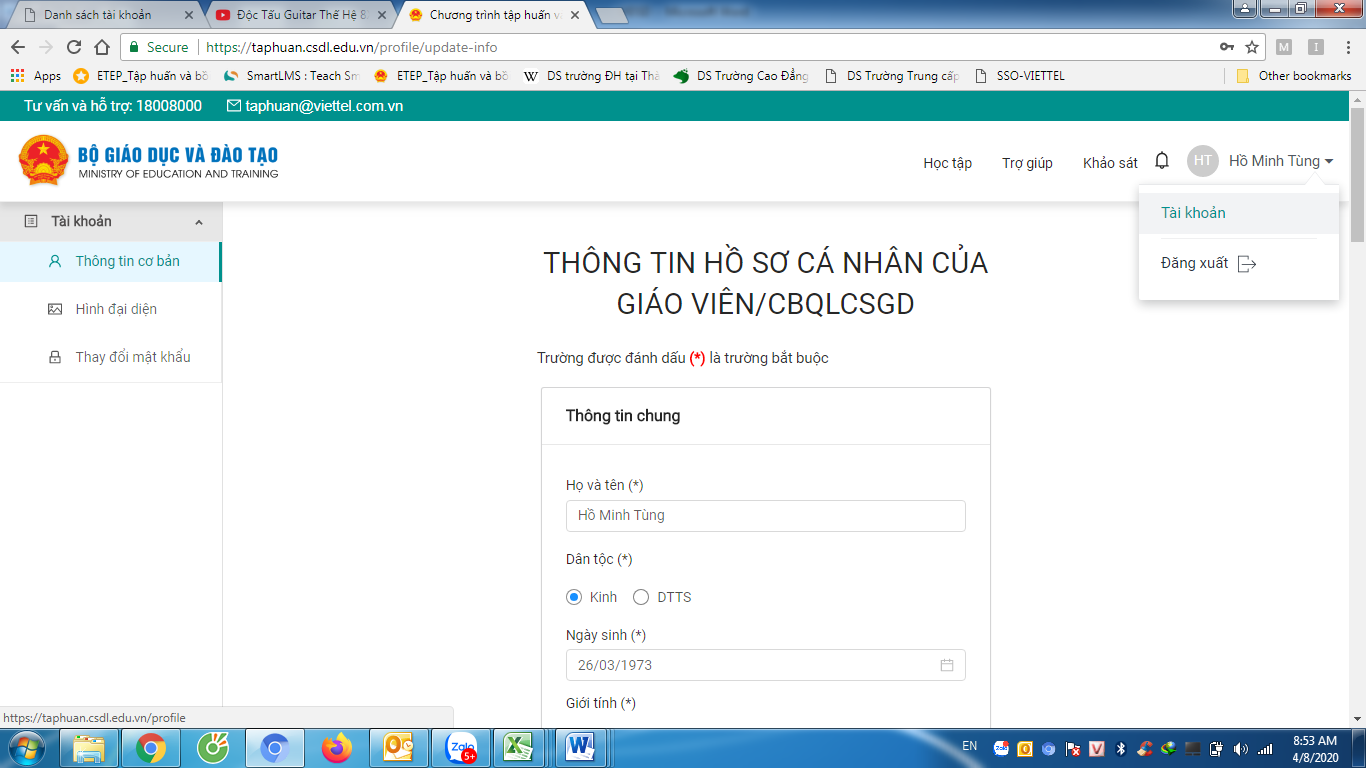 Danh sách tài khoản
Độc Tấu Guitar Thế Hệ 8
Chương trình tập huấn v
Secure
https://taphuan.csdl.edu.vn/profile/update-info
M
I
Apps
ETEP_Tập huấn và bồ
SmartLMS : Teach Sm
ETEP_Tập huấn và bồ
W DS trường ĐH tại Thà
DS Trường Cao Đẳng
DS Trường Trung cấp
SSO-VIETTEL
Other bookmarks
Tư vấn và hỗ trợ: 18008000
taphuan@viettel.com.vn
BỘ GIÁO DỤC VÀ ĐÀO TẠO
MINISTRY OF EDUCATION AND TRAINING
Học tập
Trợ giúp
Khảo sát
HT
Hồ Minh Tùng
Tài khoản
Đăng xuất
Tài khoản
Thông tin cơ bản
Hình đại diện
Thay đổi mật khẩu
THÔNG TIN HỒ SƠ CÁ NHÂN CỦA
GIÁO VIÊN/CBQLCSGD
Trường được đánh dấu (*) là trường bắt buộc
Thông tin chung
Họ và tên (*)
Hồ Minh Tùng
Dân tộc (*)
Kinh
DTTS
Ngày sinh (*)
26/03/1973
Giới tính (*)
https://taphuan.csdl.edu.vn/profile
Zalo
5+
EN
8:53 AM
4/8/2020